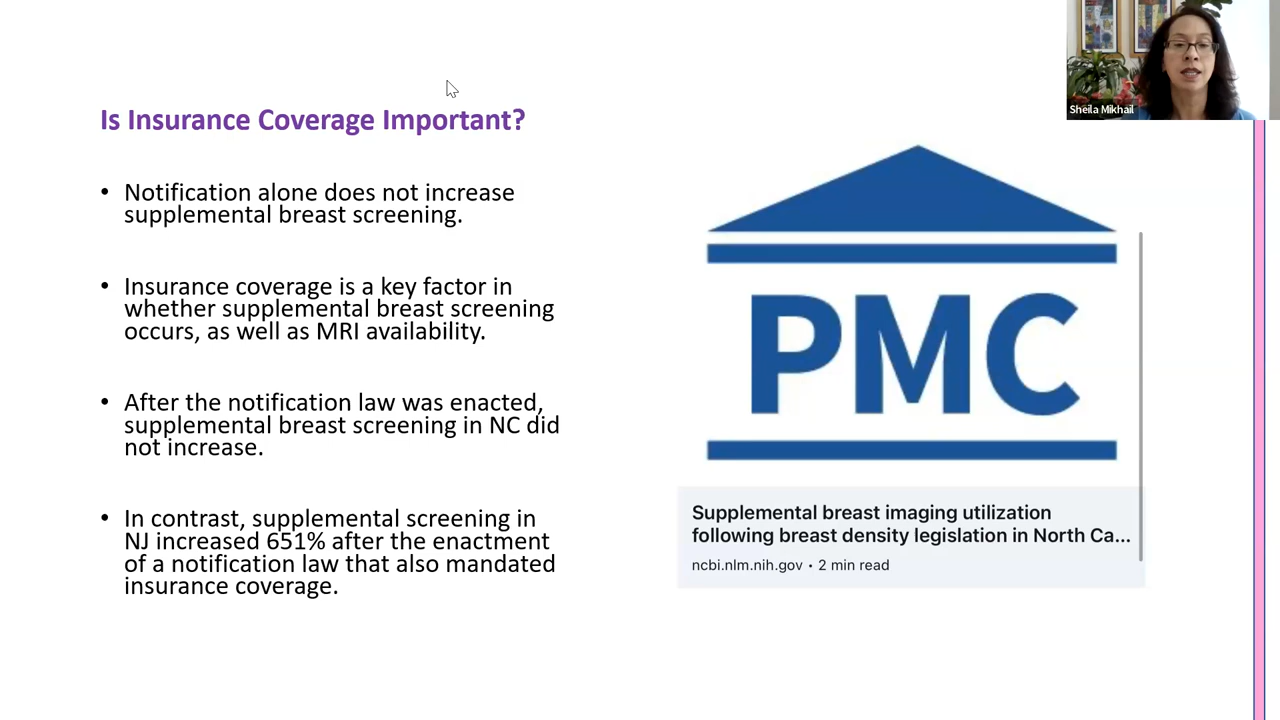 Sheila Mikhail
Is Insurance Coverage Important?
• Notification alone does not increase
supplemental breast screening.
• Insurance coverage is a key factor in
whether supplemental breast screening
occurs, as well as MRI availability.
• After the notification law was enacted,
supplemental breast screening in NC did
not increase.
• In contrast, supplemental screening in
NJ increased 651% after the enactment
of a notification law that also mandated
insurance coverage.
PMC
Supplemental breast imaging utilization
following breast density legislation in North Ca...
ncbi.nlm.nih.gov • 2 min read